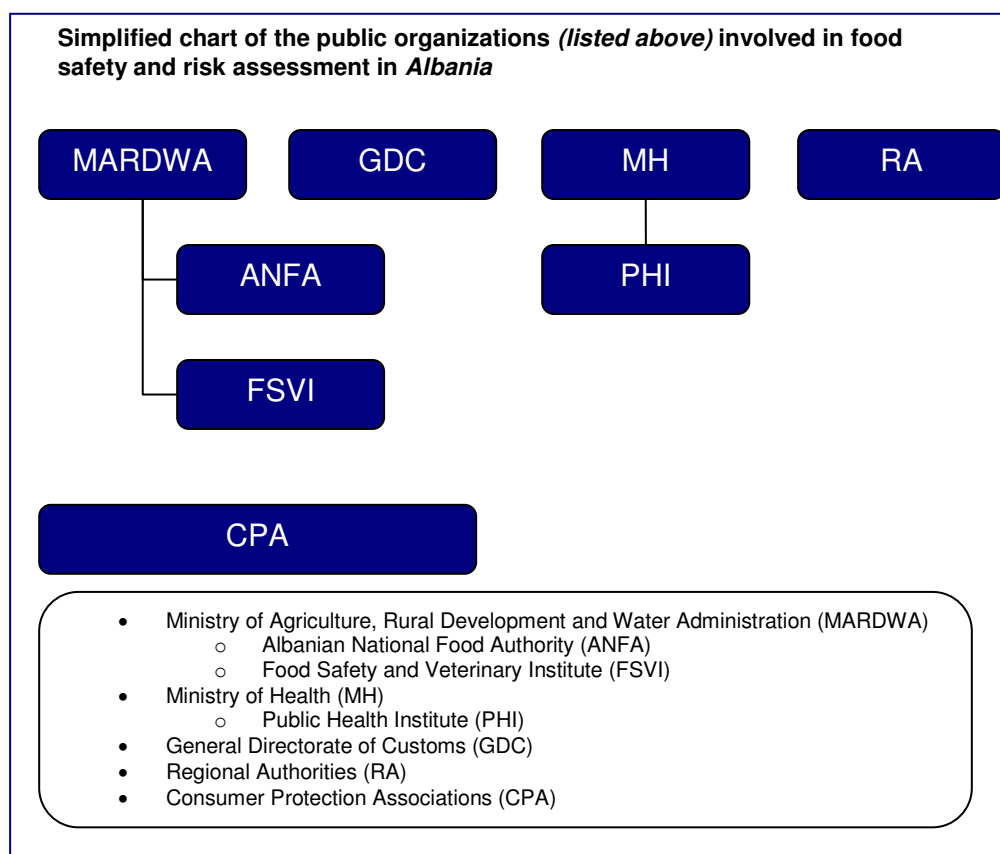 Simplified chart of the public organizations (listed above) involved in food
safety and risk assessment in Albania
MARDWA
GDC
MH
RA
ANFA
PHI
FSVI
CPA
• Ministry of Agriculture, Rural Development and Water Administration (MARDWA)
o Albanian National Food Authority (ANFA)
o Food Safety and Veterinary Institute (FSVI)
• Ministry of Health (MH)
o Public Health Institute (PHI)
• General Directorate of Customs (GDC)
• Regional Authorities (RA)
• Consumer Protection Associations (CPA)